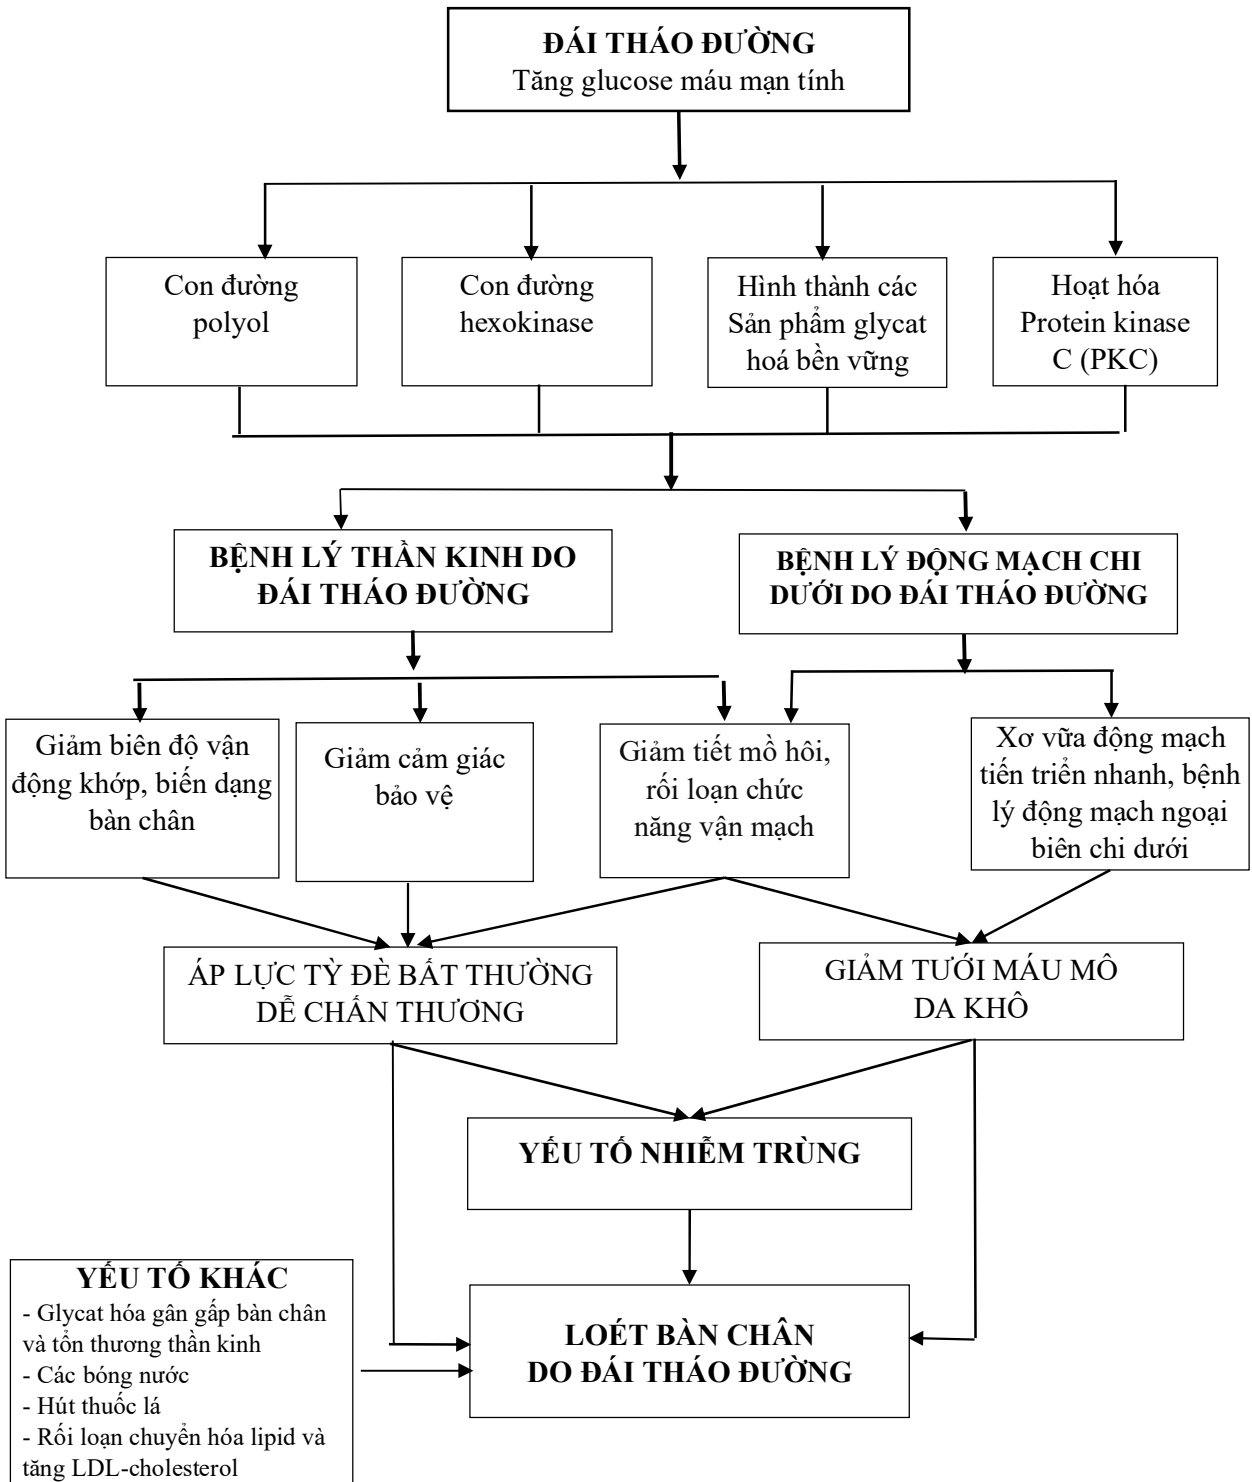 ĐÁI THÁO ĐƯỜNG
Tăng glucose máu mạn tính
Con đường
polyol
Con đường
hexokinase
Hình thành các
Sản phẩm glycat
hoá bền vững
Hoạt hóa
Protein kinase
C (PKC)
BỆNH LÝ THẦN KINH DO
ĐÁI THÁO ĐƯỜNG
BỆNH LÝ ĐỘNG MẠCH CHI
DƯỚI DO ĐÁI THÁO ĐƯỜNG
Giảm biên độ vận
động khớp, biến dạng
bàn chân
Giảm cảm giác
bảo vệ
Giảm tiết mồ hôi,
rối loạn chức
năng vận mạch
Xơ vữa động mạch
tiến triển nhanh, bệnh
lý động mạch ngoại
biên chi dưới
ÁP LỰC TỲ ĐÈ BẤT THƯỜNG
DỄ CHẤN THƯƠNG
GIẢM TƯỚI MÁU MÔ
DA KHÔ
YẾU TỐ NHIỄM TRÙNG
YẾU TỐ KHÁC
- Glycat hóa gân gấp bàn chân
và tổn thương thần kinh
- Các bóng nước
- Hút thuốc lá
- Rối loạn chuyển hóa lipid và
tăng LDL-cholesterol
LOÉT BÀN CHÂN
DO ĐÁI THÁO ĐƯỜNG